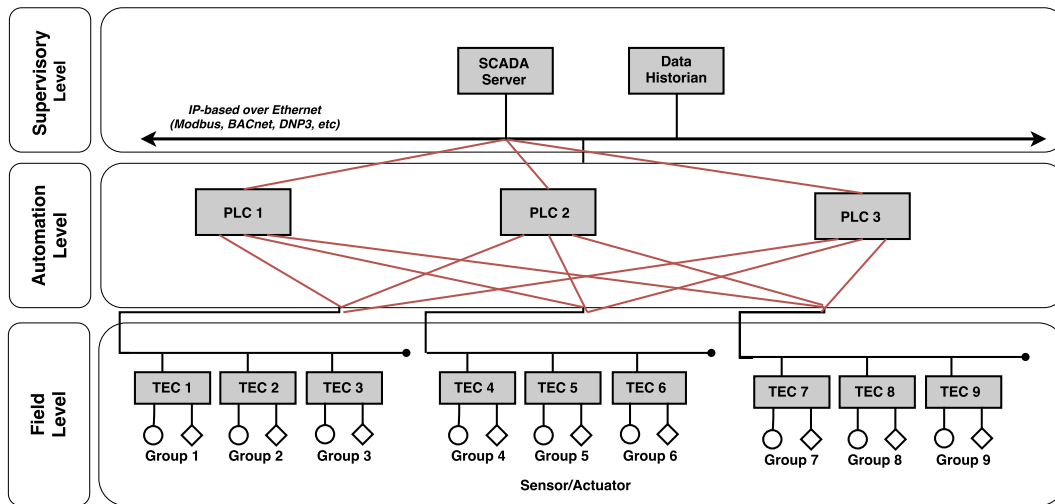 Supervisory
Level
SCADA
Server
Data
Historian
IP-based over Ethernet
(Modbus, BACnet, DNP3, etc)
Automation
Level
PLC 1
PLC 2
PLC 3
Field
Level
TEC 1
TEC 2
TEC 3
TEC 4
TEC 5
TEC 6
TEC 7
TEC 8
TEC 9
Group 1
Group 2
Group 3
Group 4
Group 5
Group 6
Group 7
Group 8
Group 9
Sensor/Actuator